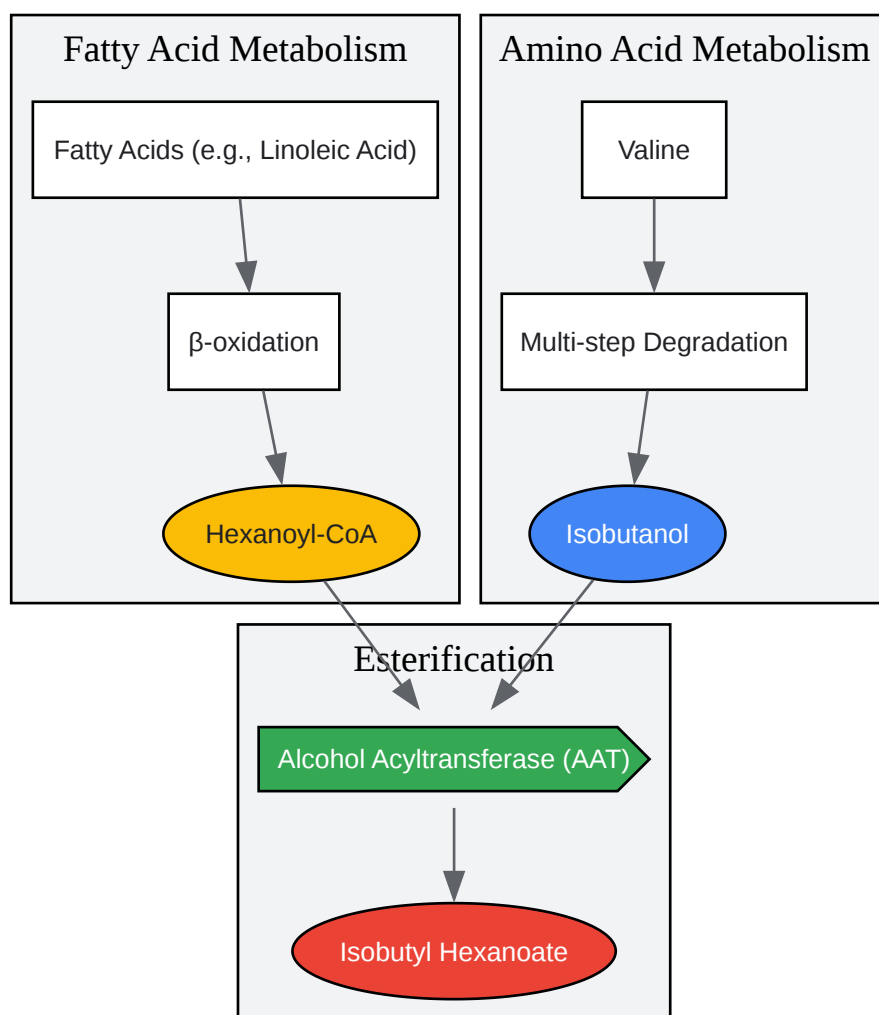 Fatty Acid Metabolism
Fatty Acids (e.g., Linoleic Acid)
β-oxidation
Hexanoyl-CoA
Amino Acid Metabolism
Valine
Multi-step Degradation
Isobutanol
Esterification
Alcohol Acyltransferase (AAT)
Isobutyl Hexanoate